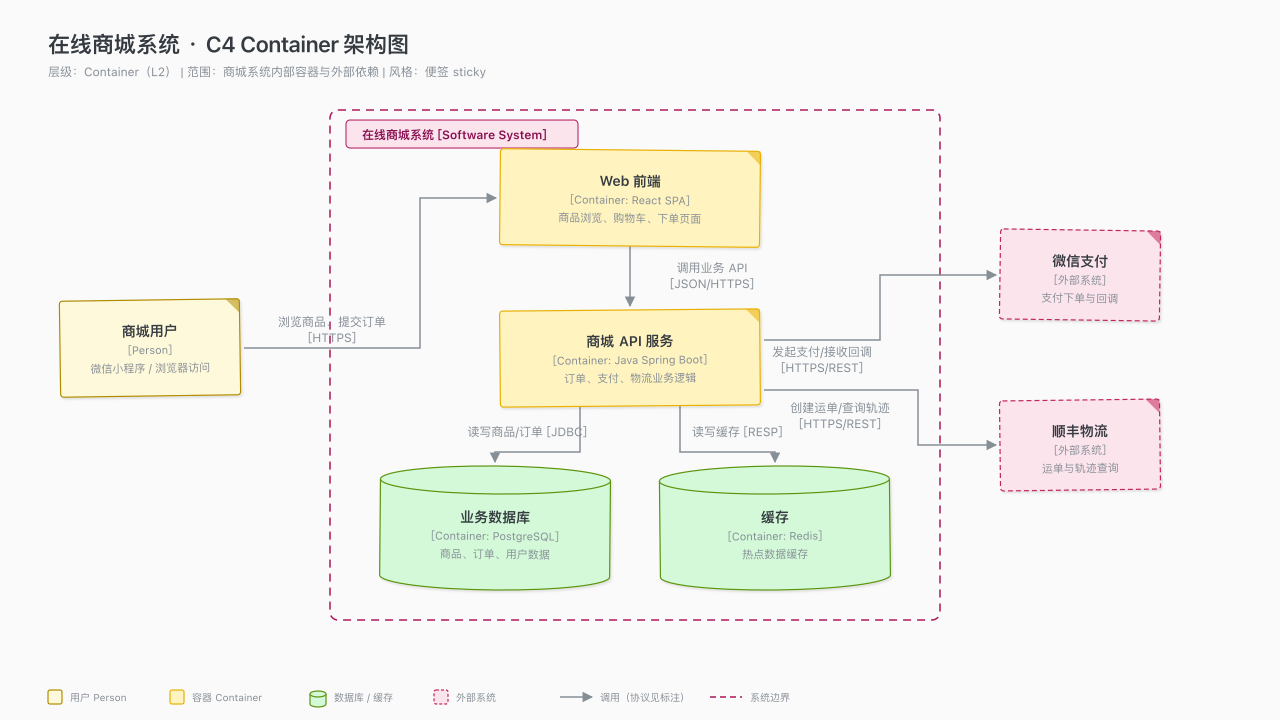 在线商城系统 · C4 Container 架构图
层级：Container（L2） | 范围：商城系统内部容器与外部依赖 | 风格：便签 sticky
在线商城系统 [Software System]
Web 前端
[Container: React SPA]
商品浏览、购物车、下单页面
调用业务 API
[JSON/HTTPS]
微信支付
[外部系统]
支付下单与回调
商城用户
[Person]
微信小程序 / 浏览器访问
浏览商品、提交订单
[HTTPS]
商城 API 服务
[Container: Java Spring Boot]
订单、支付、物流业务逻辑
发起支付/接收回调
[HTTPS/REST]
创建运单/查询轨迹
[HTTPS/REST]
顺丰物流
[外部系统]
运单与轨迹查询
读写商品/订单 [JDBC]
读写缓存 [RESP]
业务数据库
[Container: PostgreSQL]
商品、订单、用户数据
缓存
[Container: Redis]
热点数据缓存
用户 Person
容器 Container
数据库 / 缓存
外部系统
调用（协议见标注）
系统边界